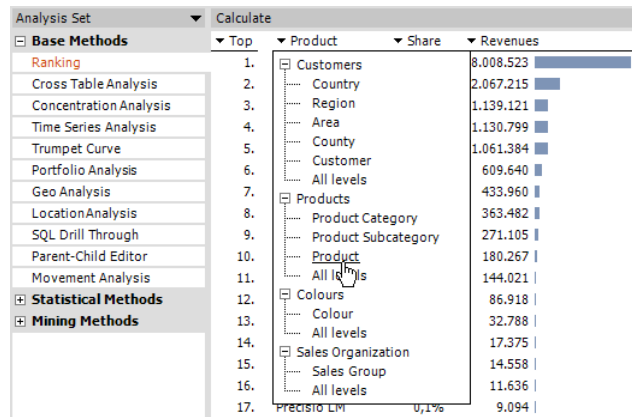 Analysis Set Calculate
Base Methods Top Product Share Revenues
Ranking
Cross Table Analysis
Concentration Analysis
Time Series Analysis
Trumpet Curve
Portfolio Analysis
Geo Analysis
Location Analysis
SQL Drill Through
Parent-Child Editor
Movement Analysis
Statistical Methods
Mining Methods
1.
2.
3.
4.
5.
6.
7.
8.
9.
10.
11.
12.
13.
14.
15.
16.
17. Precisio LM 0,1% 9.094
Customers
Country
Region
Area
County
Customer
All levels
Products
Product Category
Product Subcategory
Product
All levels
Colours
Colour
All levels
Sales Organization
Sales Group
All levels
8.008.523
2.067.215
1.139.121
1.130.799
1.061.384
609.640
433.960
363.482
271.105
180.267
144.021
86.918
32.788
17.375
14.558
11.636